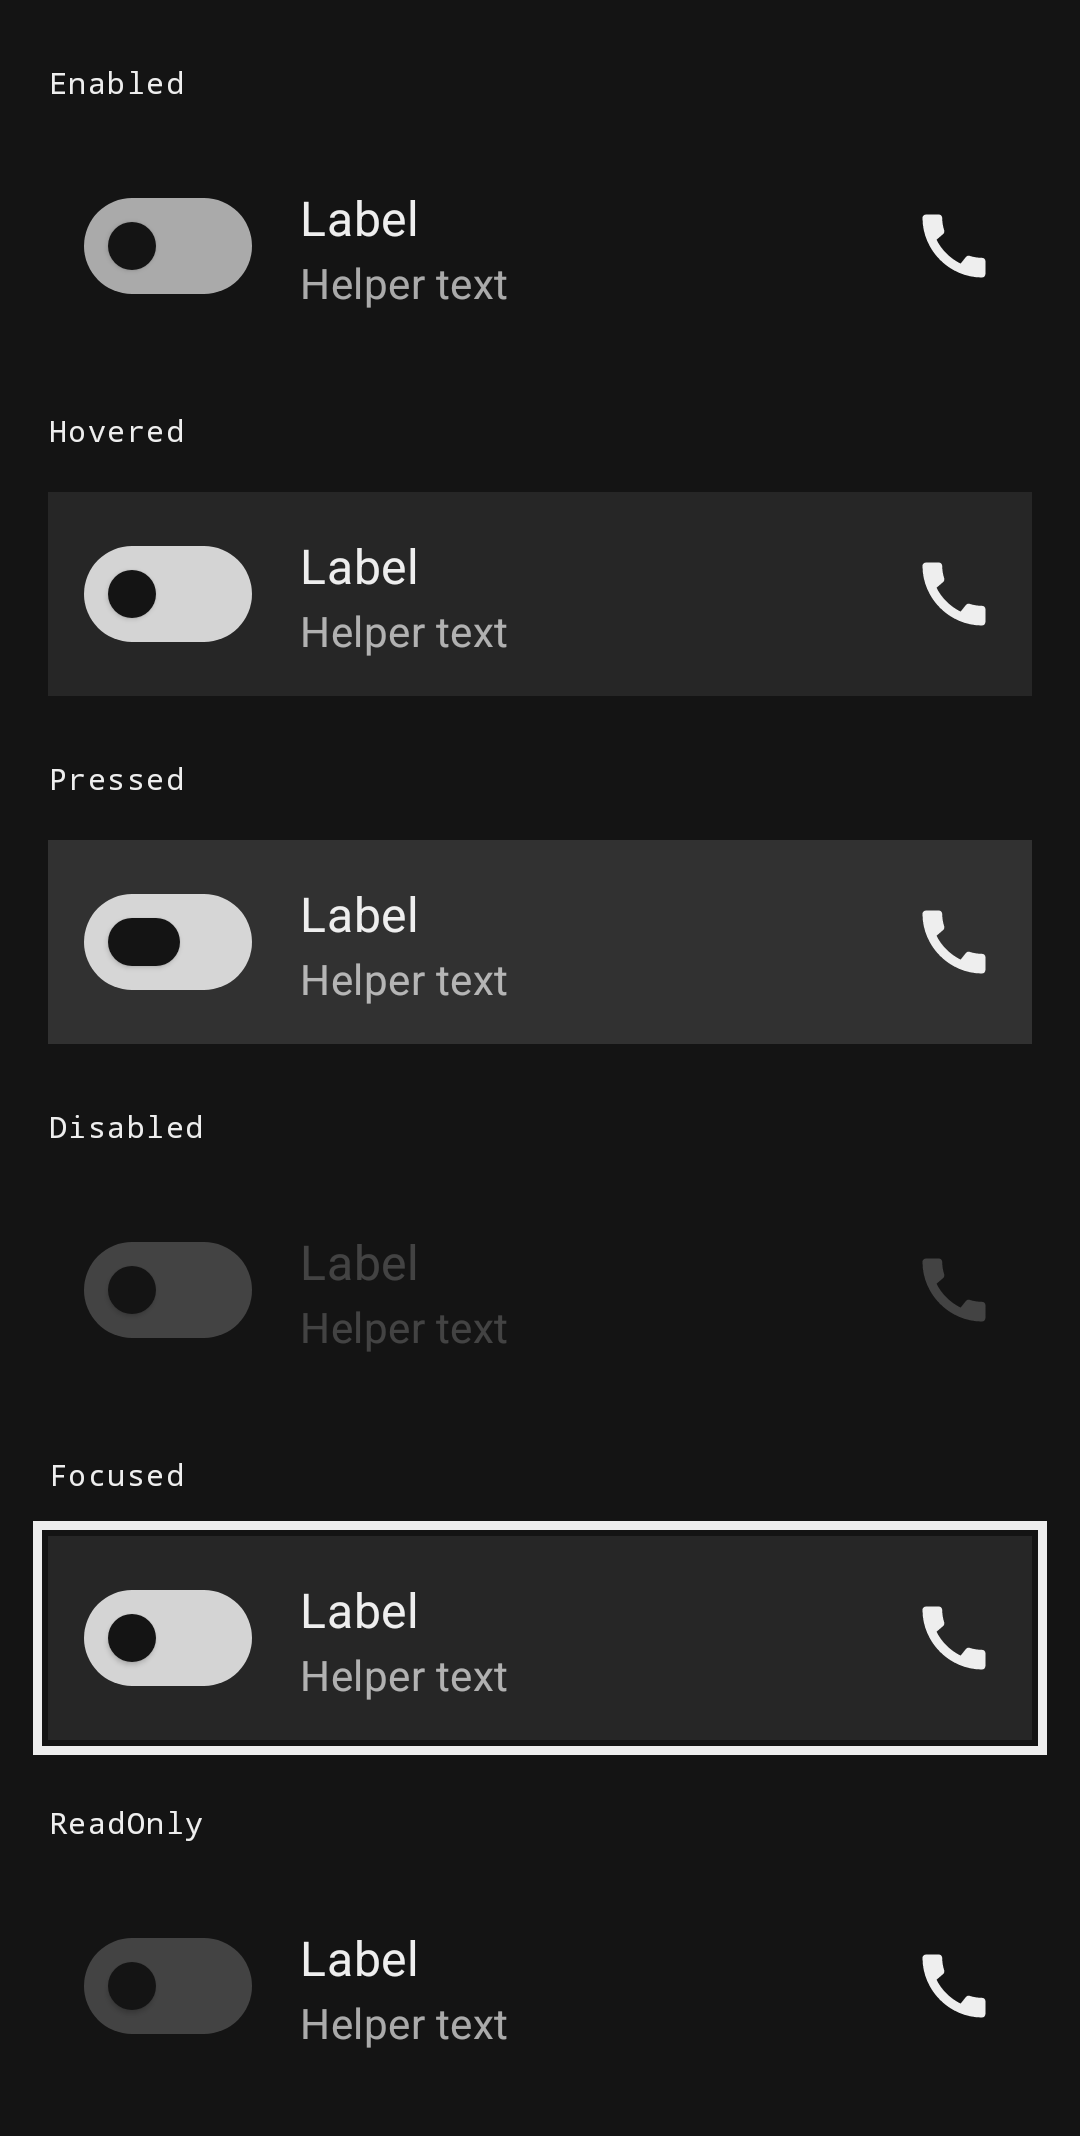 Enabled
Label
Helper text
Hovered
Label
Helper text
Pressed
Label
Helper text
Disabled
Label
Helper text
Focused
Label
Helper text
ReadOnly
Label
Helper text